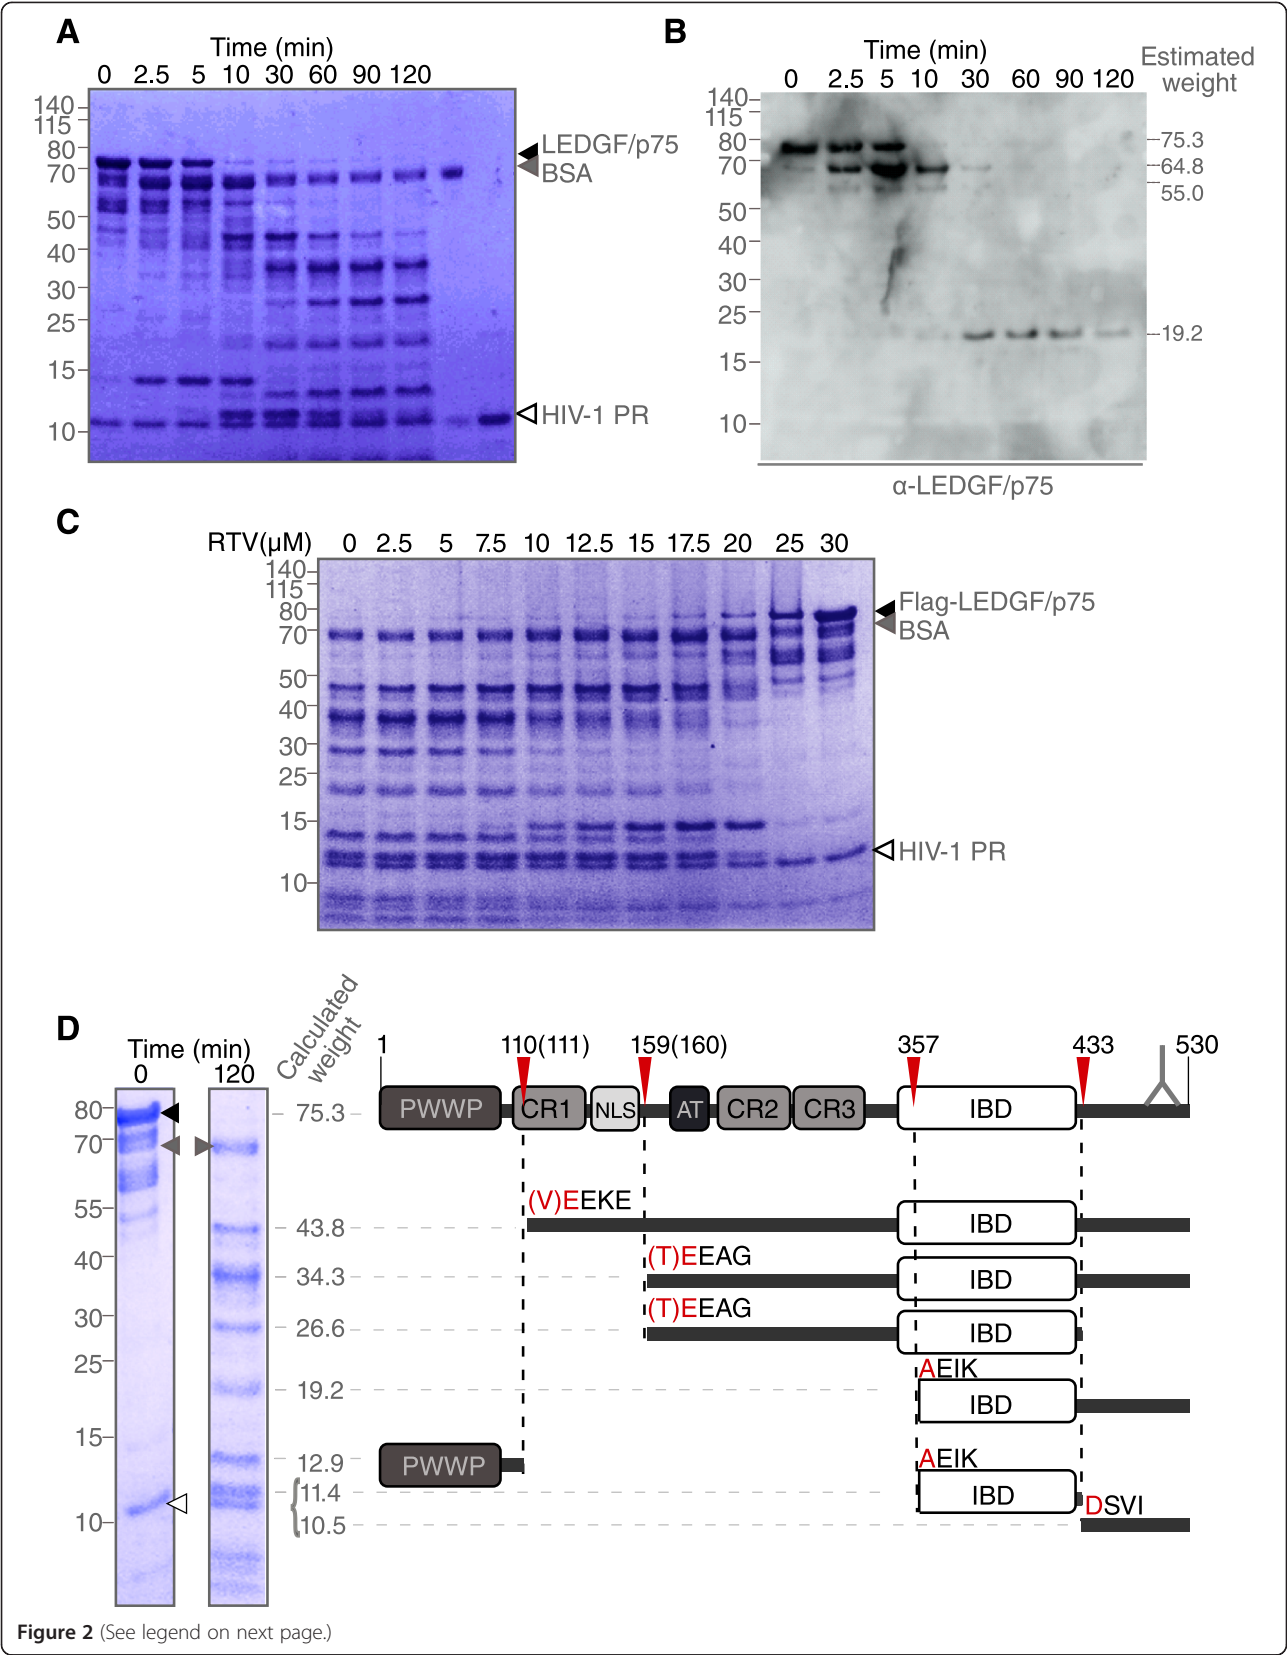 A
Time (min)
0 2.5 5 10 30 60 90 120
140
115
80
70
50
40
30
25
15
10
LEDGF/p75
BSA
HIV-1 PR
B
Time (min)
0 2.5 5 10 30 60 90 120
Estimated
weight
140
115
80
70
50
40
30
25
15
10
75.3
64.8
55.0
19.2
α-LEDGF/p75
C
RTV(µM) 0 2.5 5 7.5 10 12.5 15 17.5 20 25 30
140
115
80
70
50
40
30
25
15
10
Flag-LEDGF/p75
BSA
HIV-1 PR
D
Time (min)
0 120
Calculated
weight
80
70
55
40
30
25
15
10
75.3
43.8
34.3
26.6
19.2
12.9
11.4
10.5
1 110(111) 159(160) 357 433 530
PWWP CR1 NLS AT CR2 CR3 IBD
(V)EEKE
IBD
(T)EEAG
IBD
(T)EEAG
IBD
AEIK
IBD
PWWP
AEIK
IBD
DSVI
Figure 2 (See legend on next page.)